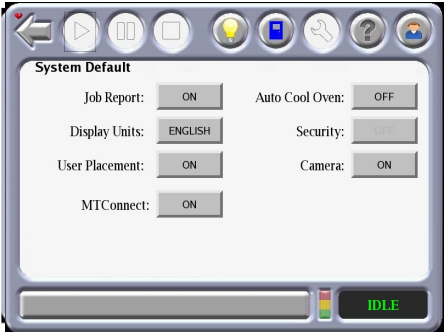 System Default
Job Report: ON Auto Cool Oven: OFF
Display Units: ENGLISH Security: OFF
User Placement: ON Camera: ON
MTConnect: ON
IDLE